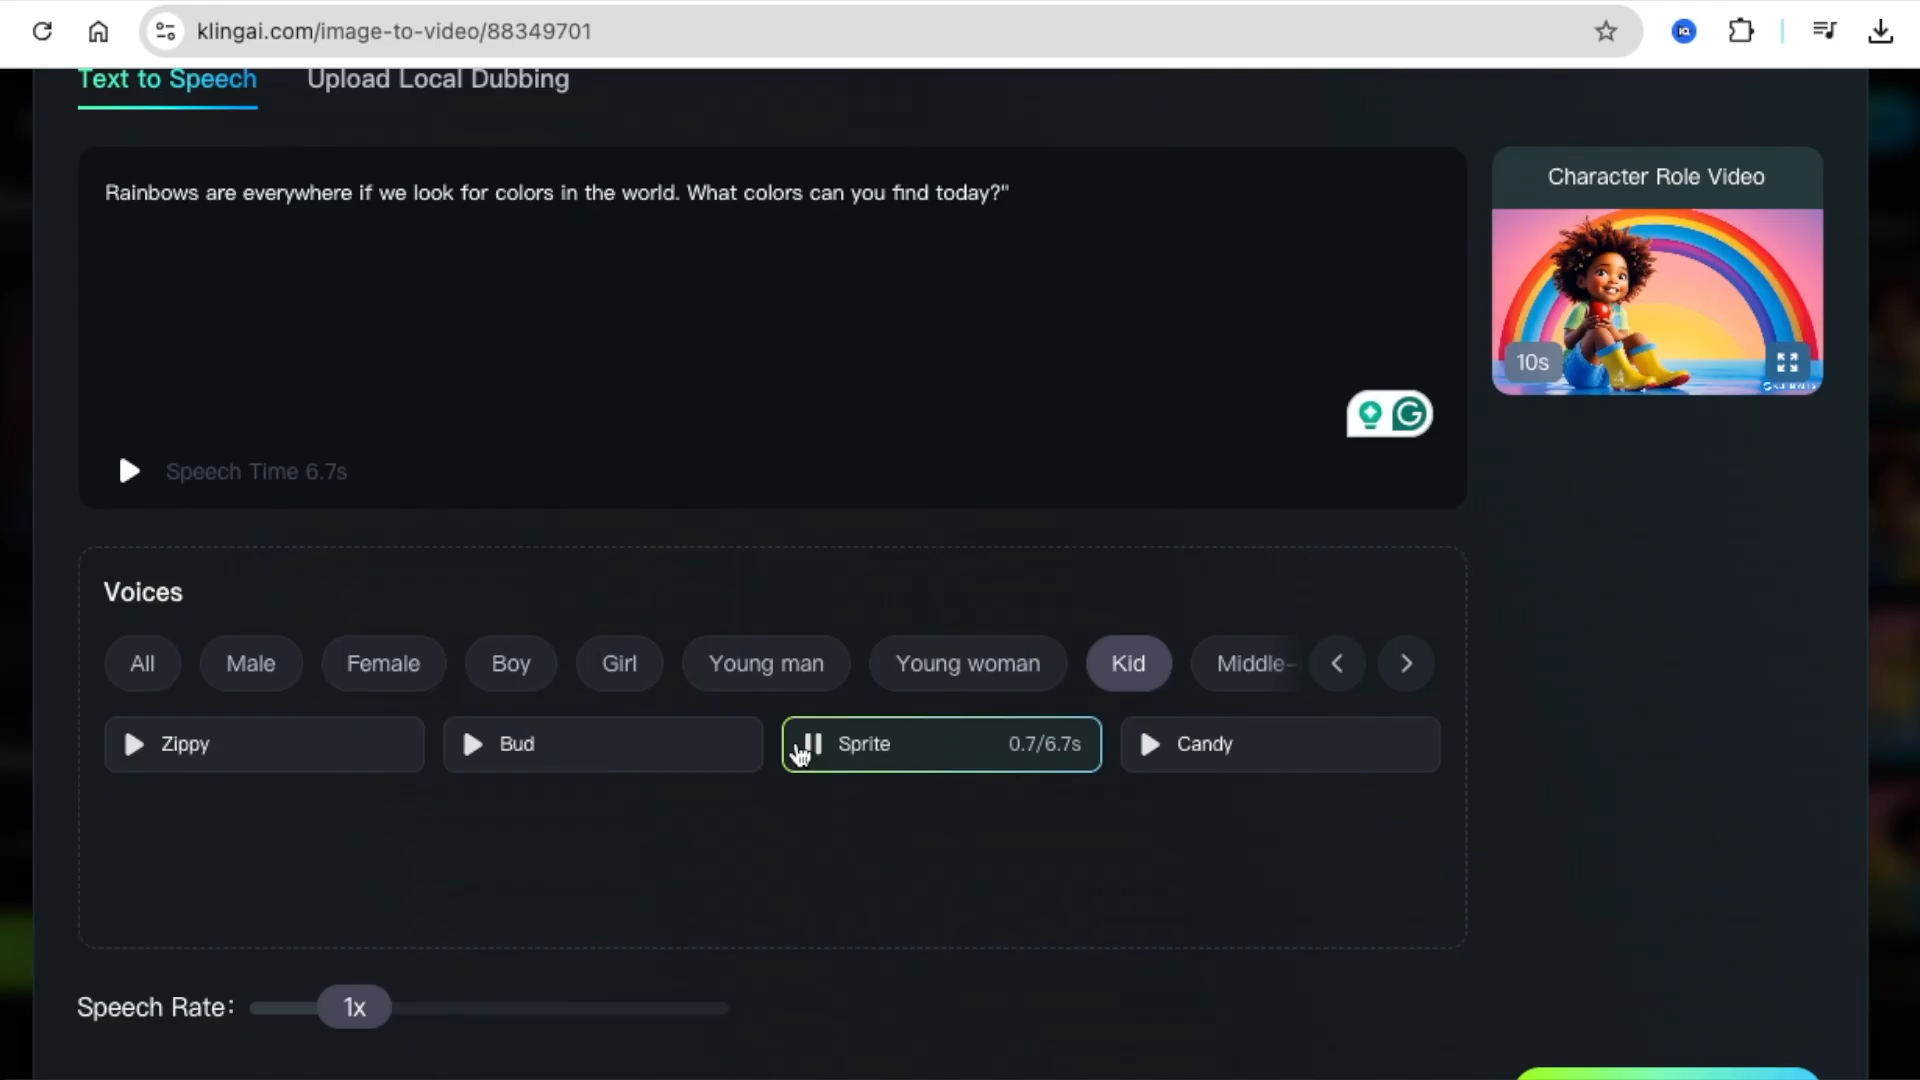 klingai.com/image-to-video/88349701
Text to Speech
Upload Local Dubbing
Rainbows are everywhere if we look for colors in the world. What colors can you find today?"
Character Role Video
10s
Speech Time 6.7s
Voices
All
Male
Female
Boy
Girl
Young man
Young woman
Kid
Middle-
Zippy
Bud
Sprite
0.7/6.7s
Candy
Speech Rate:
1x